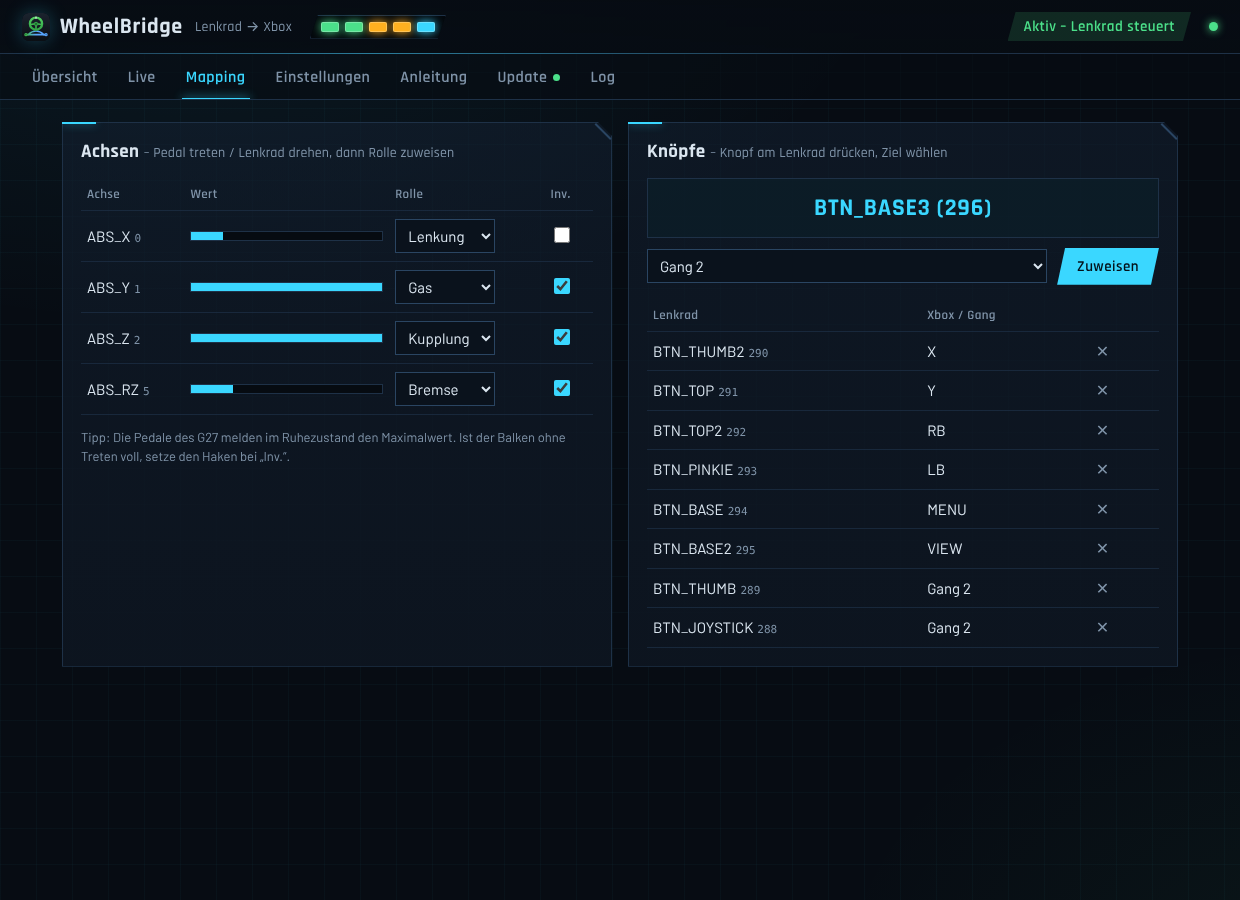 WheelBridge Lenkrad → Xbox Aktiv – Lenkrad steuert
Übersicht Live Mapping Einstellungen Anleitung Update Log
Achsen – Pedal treten / Lenkrad drehen, dann Rolle zuweisen
Achse Wert Rolle Inv.
ABS_X 0 Lenkung
ABS_Y 1 Gas
ABS_Z 2 Kupplung
ABS_RZ 5 Bremse
Tipp: Die Pedale des G27 melden im Ruhezustand den Maximalwert. Ist der Balken ohne
Treten voll, setze den Haken bei „Inv.“.
Knöpfe – Knopf am Lenkrad drücken, Ziel wählen
BTN_BASE3 (296)
Gang 2 Zuweisen
Lenkrad Xbox / Gang
BTN_THUMB2 290 X ✕
BTN_TOP 291 Y ✕
BTN_TOP2 292 RB ✕
BTN_PINKIE 293 LB ✕
BTN_BASE 294 MENU ✕
BTN_BASE2 295 VIEW ✕
BTN_THUMB 289 Gang 2 ✕
BTN_JOYSTICK 288 Gang 2 ✕